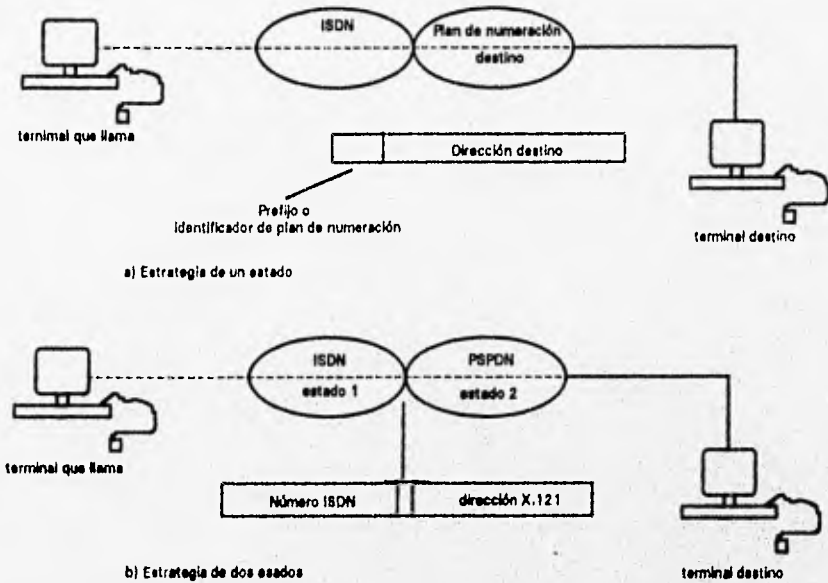 ISDN
Plan de numeración
destino
ternimal que llama
Dirección destino
Prefijo o
identificador de plan de numeración
terminal destino
a) Estrategia de un estado
ISDN
estado 1
PSPDN
estado 2
terminal que llama
Número ISDN
dirección X.121
b) Estrategia de dos esados
terminal destino